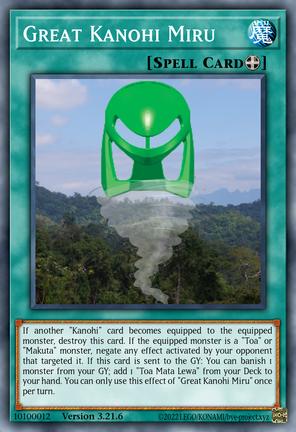 Great Kanohi Miru
魔
[Spell Card]
If another "Kanohi" card becomes equipped to the equipped
monster, destroy this card. If the equipped monster is a "Toa" or
"Makuta" monster, negate any effect activated by your opponent
that targeted it. If this card is sent to the GY: You can banish 1
monster from your GY; add 1 "Toa Mata Lewa" from your Deck to
your hand. You can only use this effect of "Great Kanohi Miru" once
per turn.
10100012
Version 3.21.6
©2022 LEGO/KONAMI/bye-project.xyz